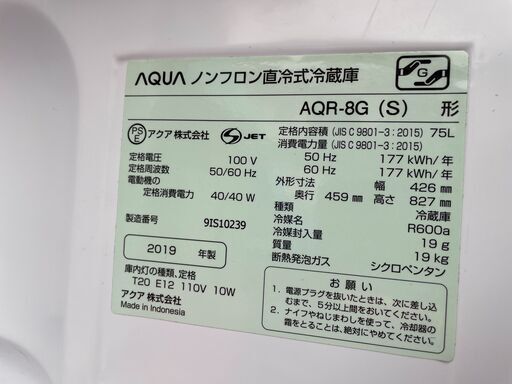 AQUA ノンフロン直冷式冷蔵庫
G
AQR-8G (S) 形
PS E アクア株式会社 S JET
定格電圧 100 V
定格周波数 50/60 Hz
電動機の
定格消費電力 40/40 W
製造番号 9IS10239
2019 年製
庫内灯の種類、定格
T20 E12 110V 10W
アクア株式会社
Made in Indonesia
定格内容積 (JIS C 9801-3:2015) 75L
消費電力量 (JIS C 9801-3:2015)
50 Hz 177 kWh/年
60 Hz 177 kWh/年
外形寸法 幅 426 mm
奥行 459 mm 高さ 827 mm
種類 冷蔵庫
冷媒名 R600a
冷媒封入量 19 g
質量 19 kg
断熱発泡ガス シクロペンタン
お願い
1. 電源プラグを抜いたときは、次に差し込
むまで、5分以上間をおいてください。
2. ナイフやねじまわしを使って、冷却器の
霜をとることは、絶対にやめてください。